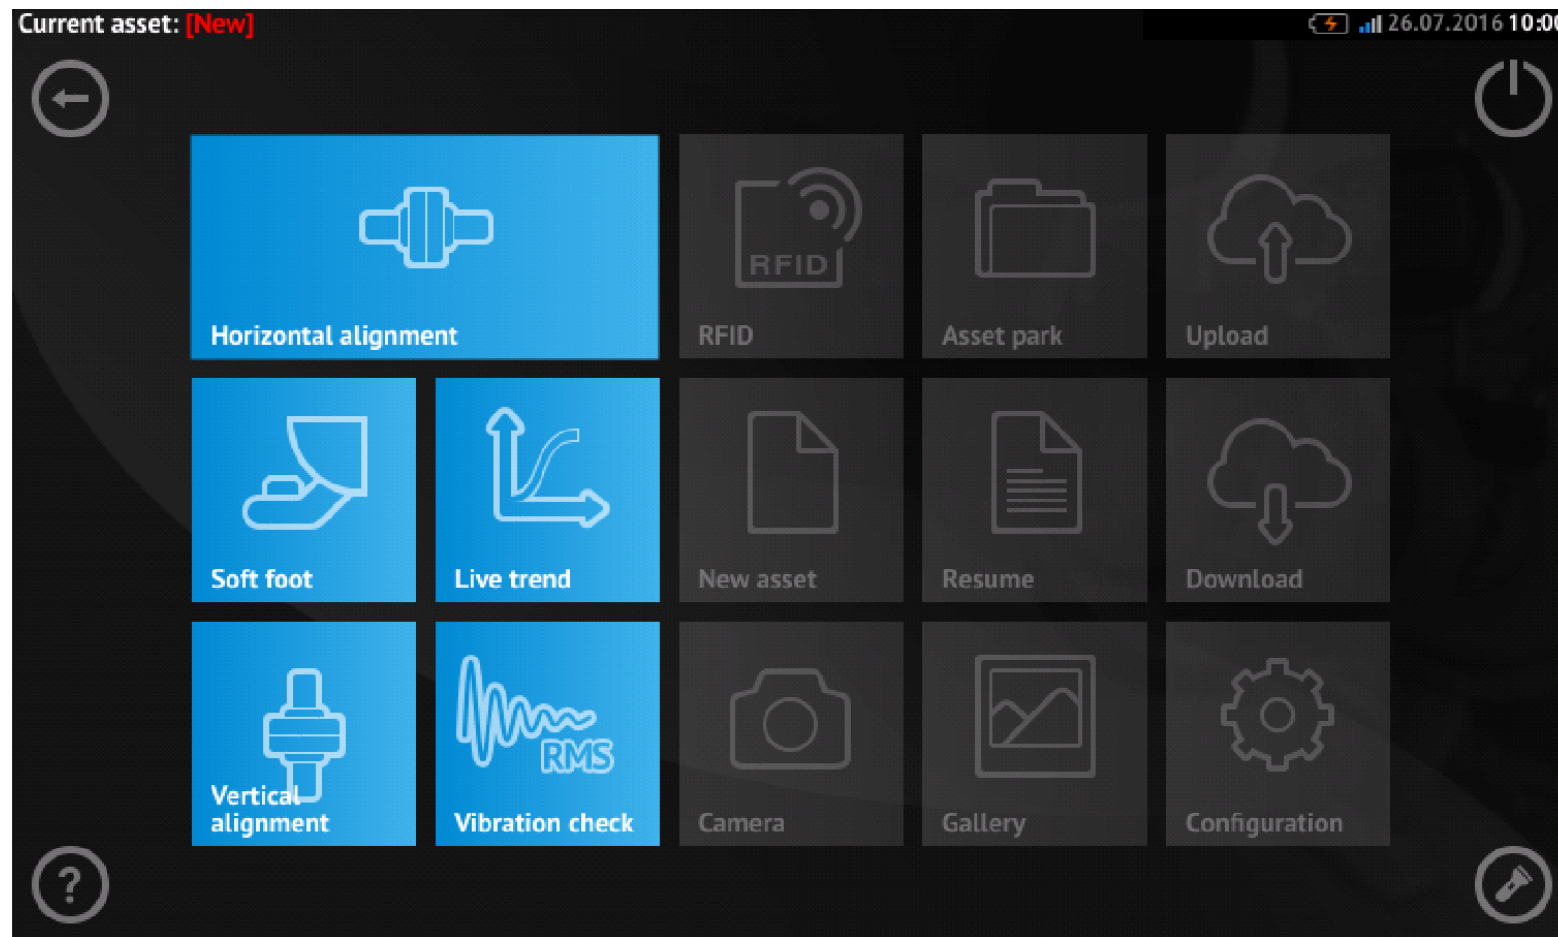 Current asset: [New]
26.07.2016 10:00
RFID
Horizontal alignment
RFID
Asset park
Upload
Soft foot
Live trend
New asset
Resume
Download
RMS
Vertical
alignment
Vibration check
Camera
Gallery
Configuration
?